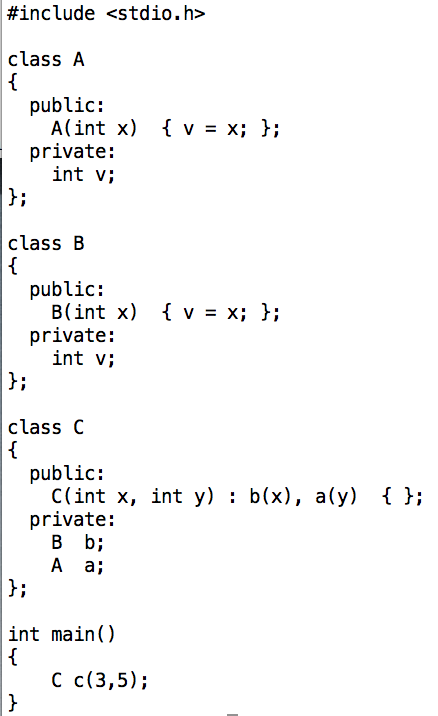 #include <stdio.h>

class A
{
  public:
    A(int x)  { v = x; };
  private:
    int v;
};

class B
{
  public:
    B(int x)  { v = x; };
  private:
    int v;
};

class C
{
  public:
    C(int x, int y) : b(x), a(y)  { };
  private:
    B  b;
    A  a;
};

int main()
{
    C c(3,5);
}